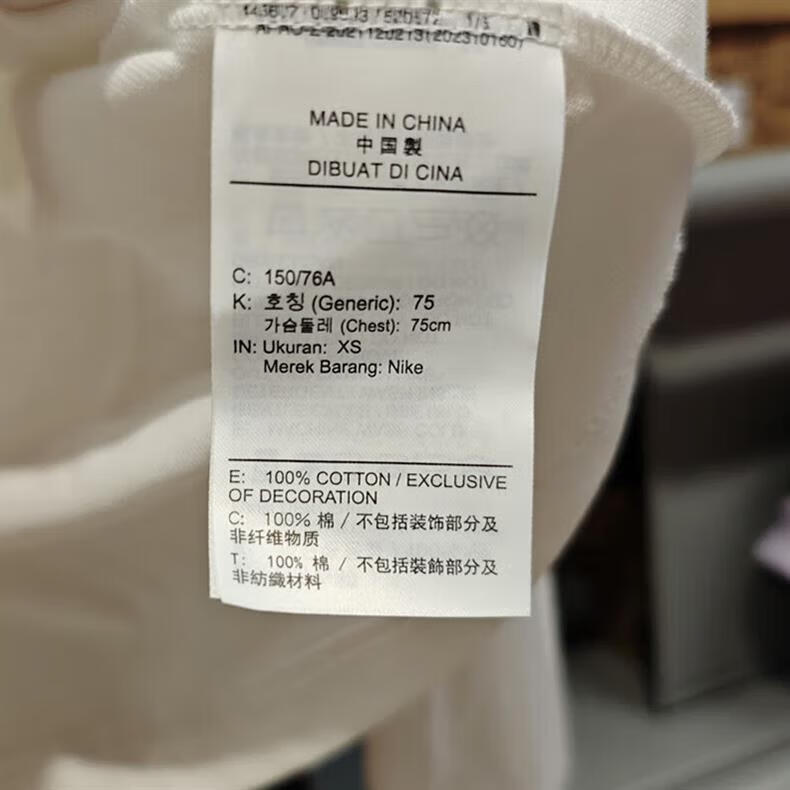 MADE IN CHINA
中国製
DIBUAT DI CINA
C: 150/76A
K: 호칭 (Generic): 75
가슴둘레 (Chest): 75cm
IN: Ukuran: XS
Merek Barang: Nike
E: 100% COTTON / EXCLUSIVE
OF DECORATION
C: 100% 棉 / 不包括装饰部分及
非纤维物质
T: 100% 棉 / 不包括裝飾部分及
非紡織材料